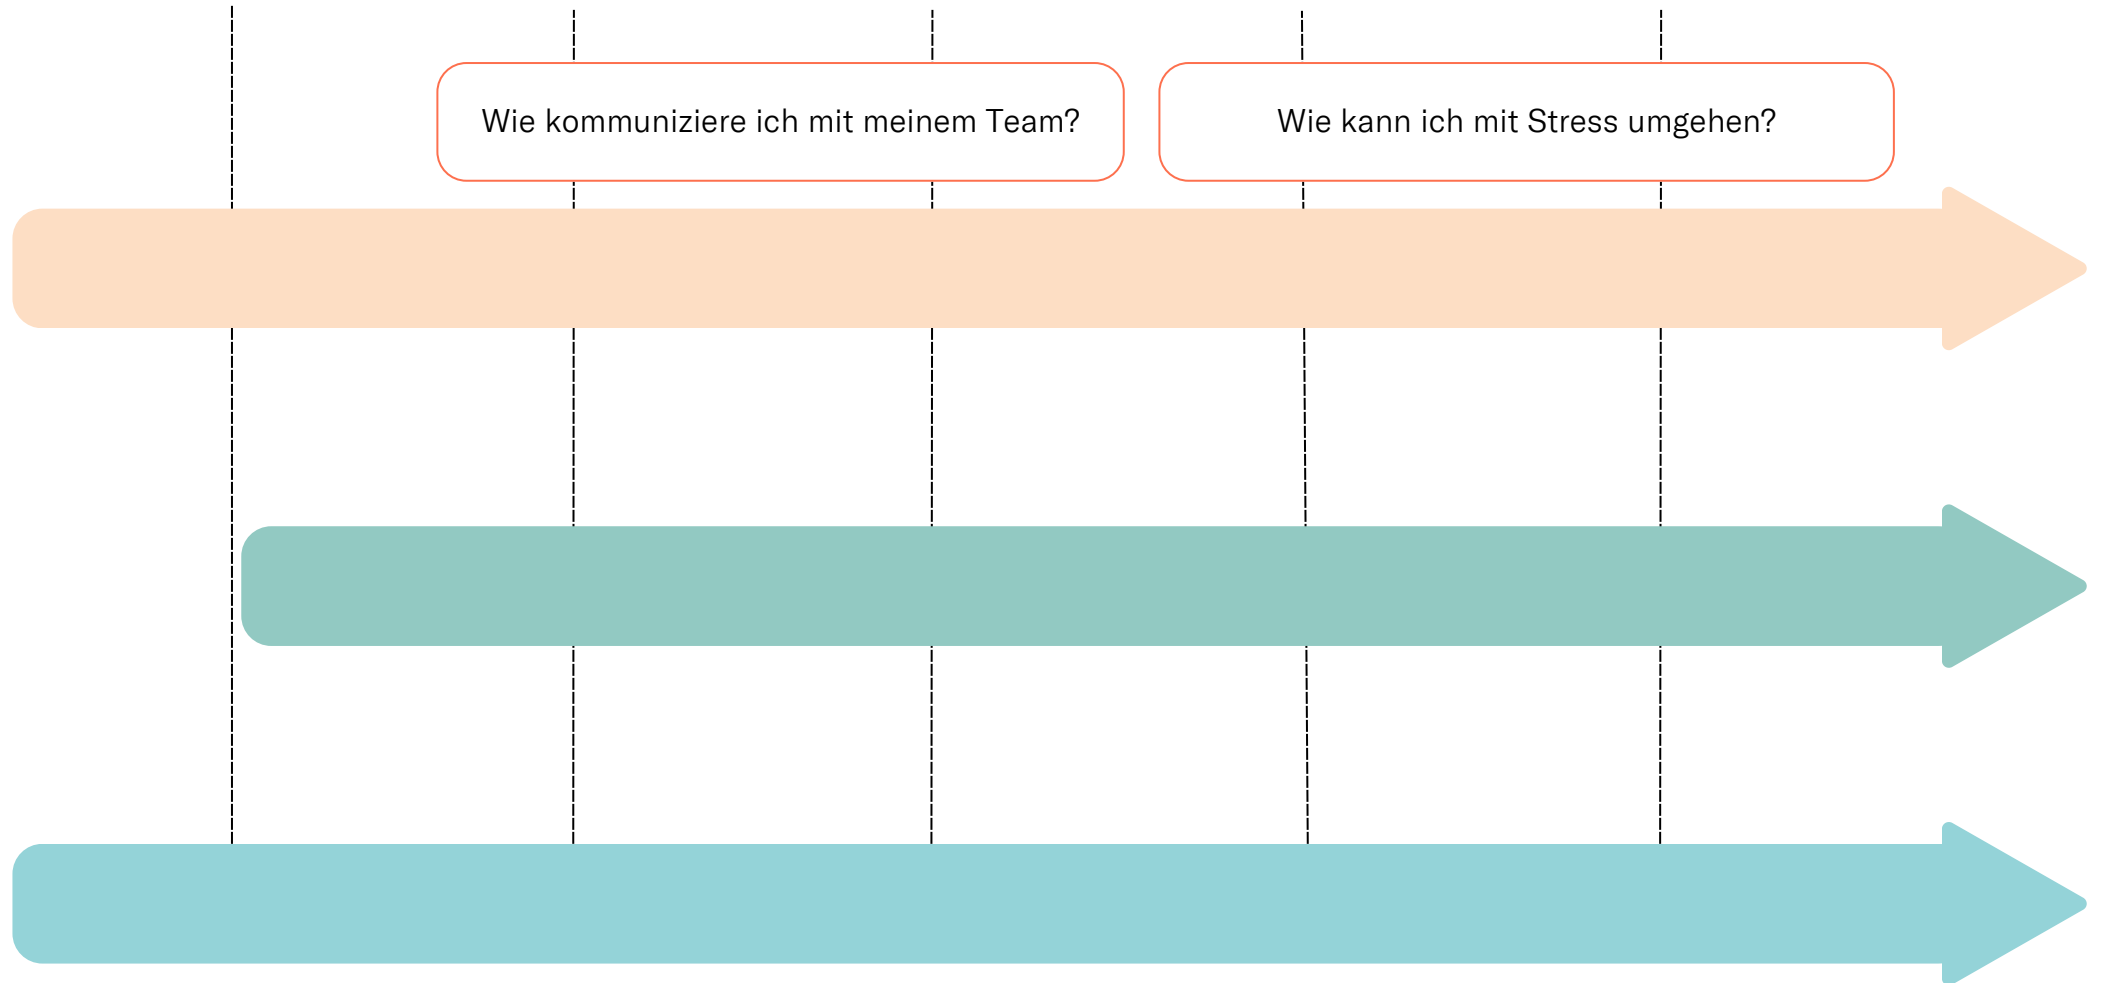 Wie kommuniziere ich mit meinem Team?
Wie kann ich mit Stress umgehen?